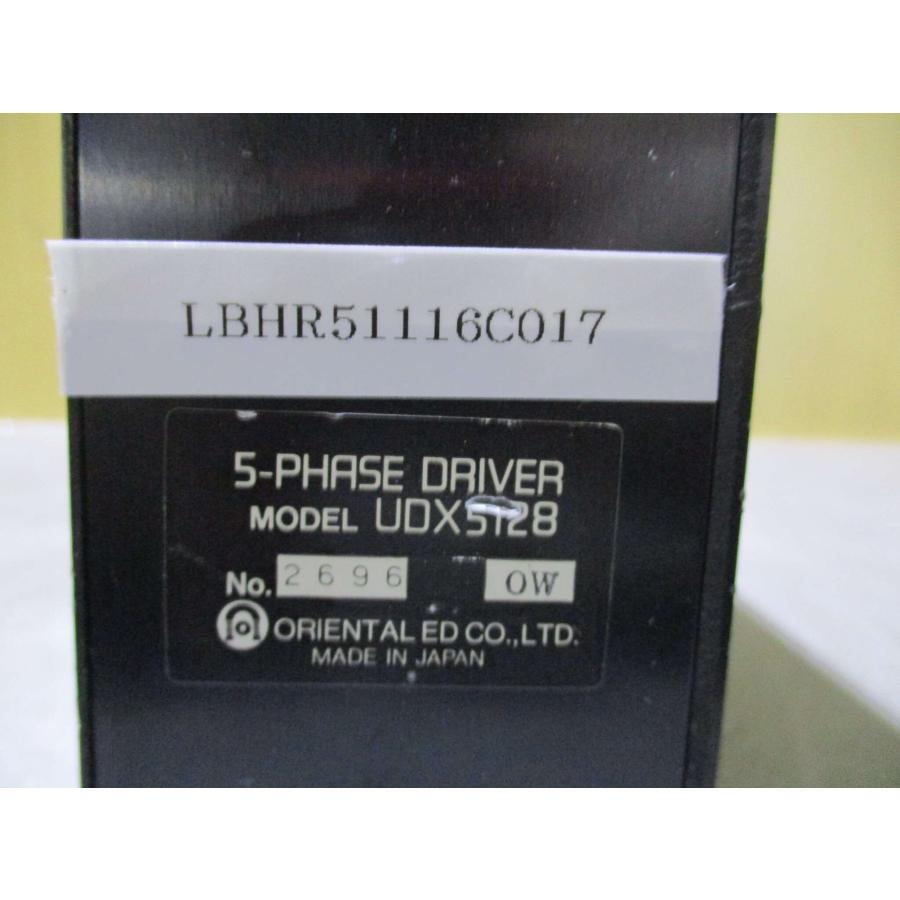 LBHR51116C017
5-PHASE DRIVER
MODEL UDX5128
No. 2696 OW
ORIENTAL ED CO.,LTD.
MADE IN JAPAN